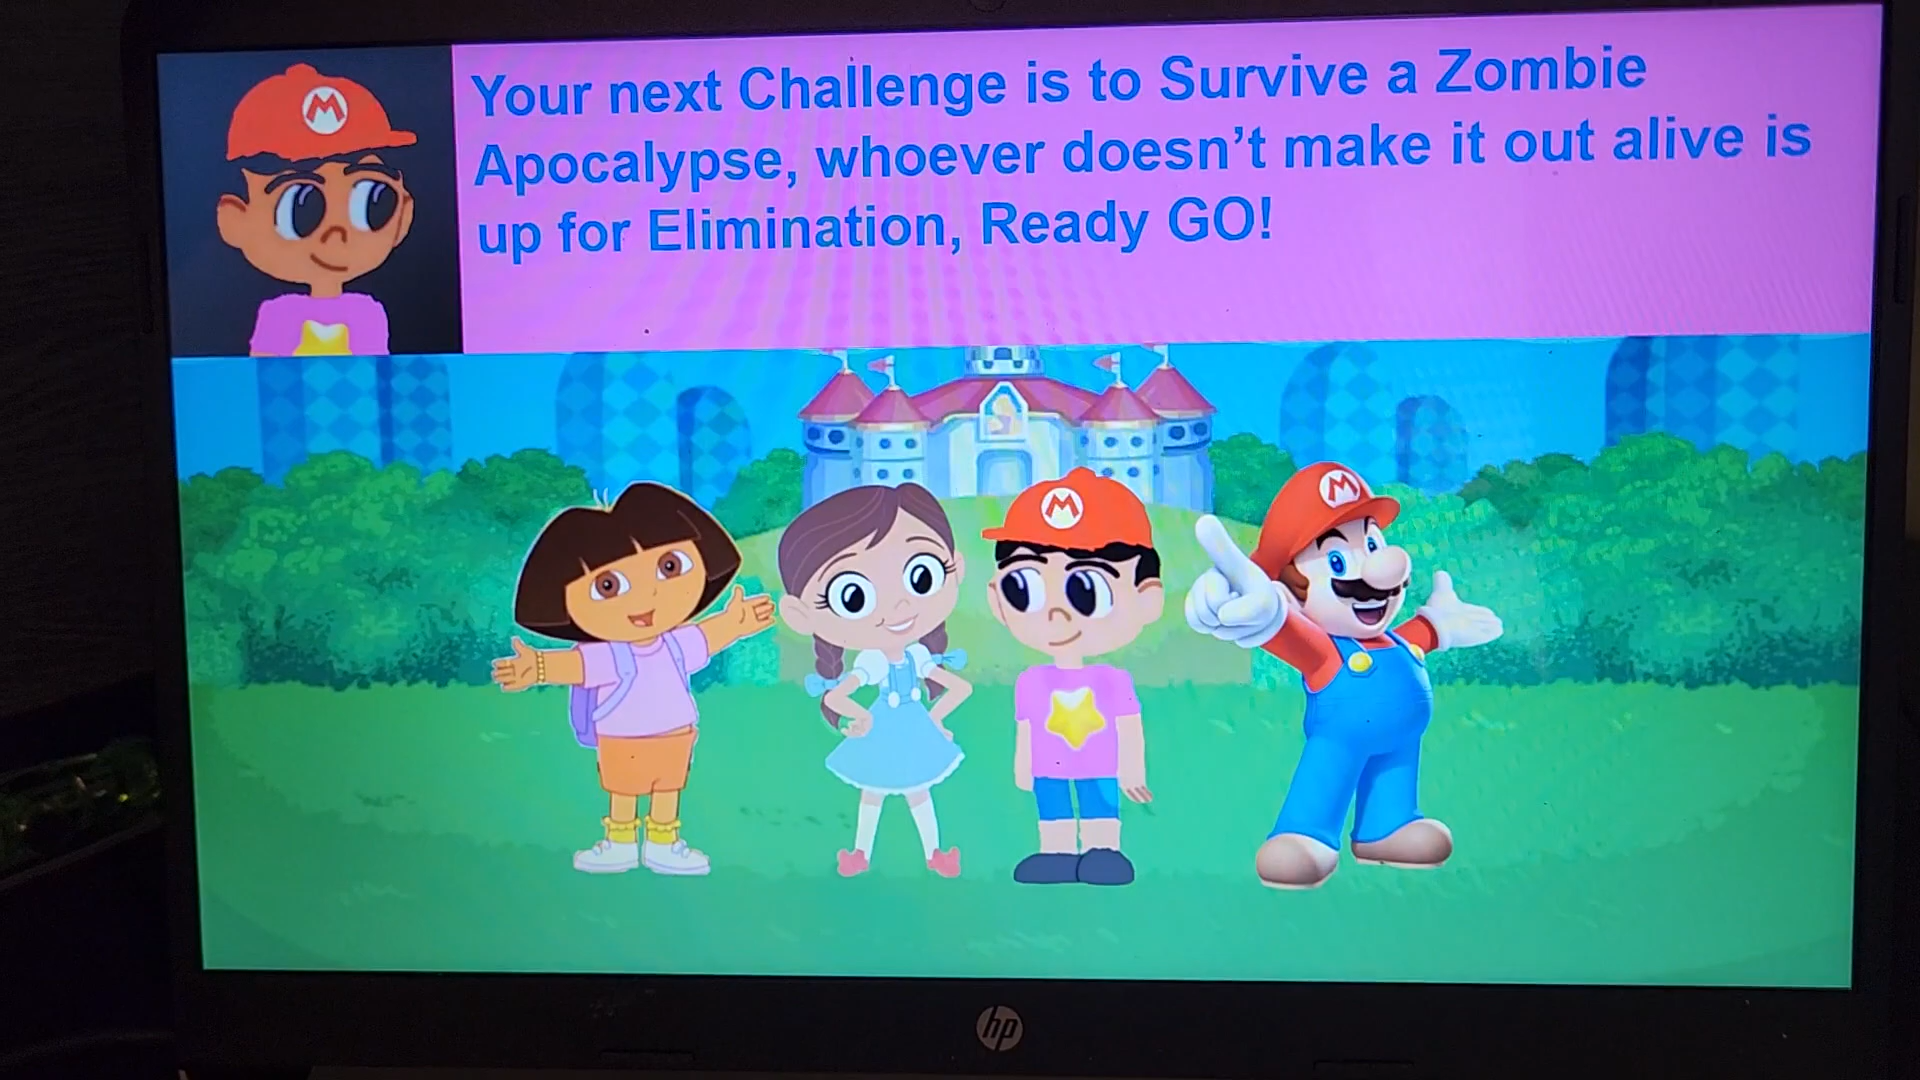 M
Your next Challenge is to Survive a Zombie
Apocalypse, whoever doesn’t make it out alive is
up for Elimination, Ready GO!
M
M
hp